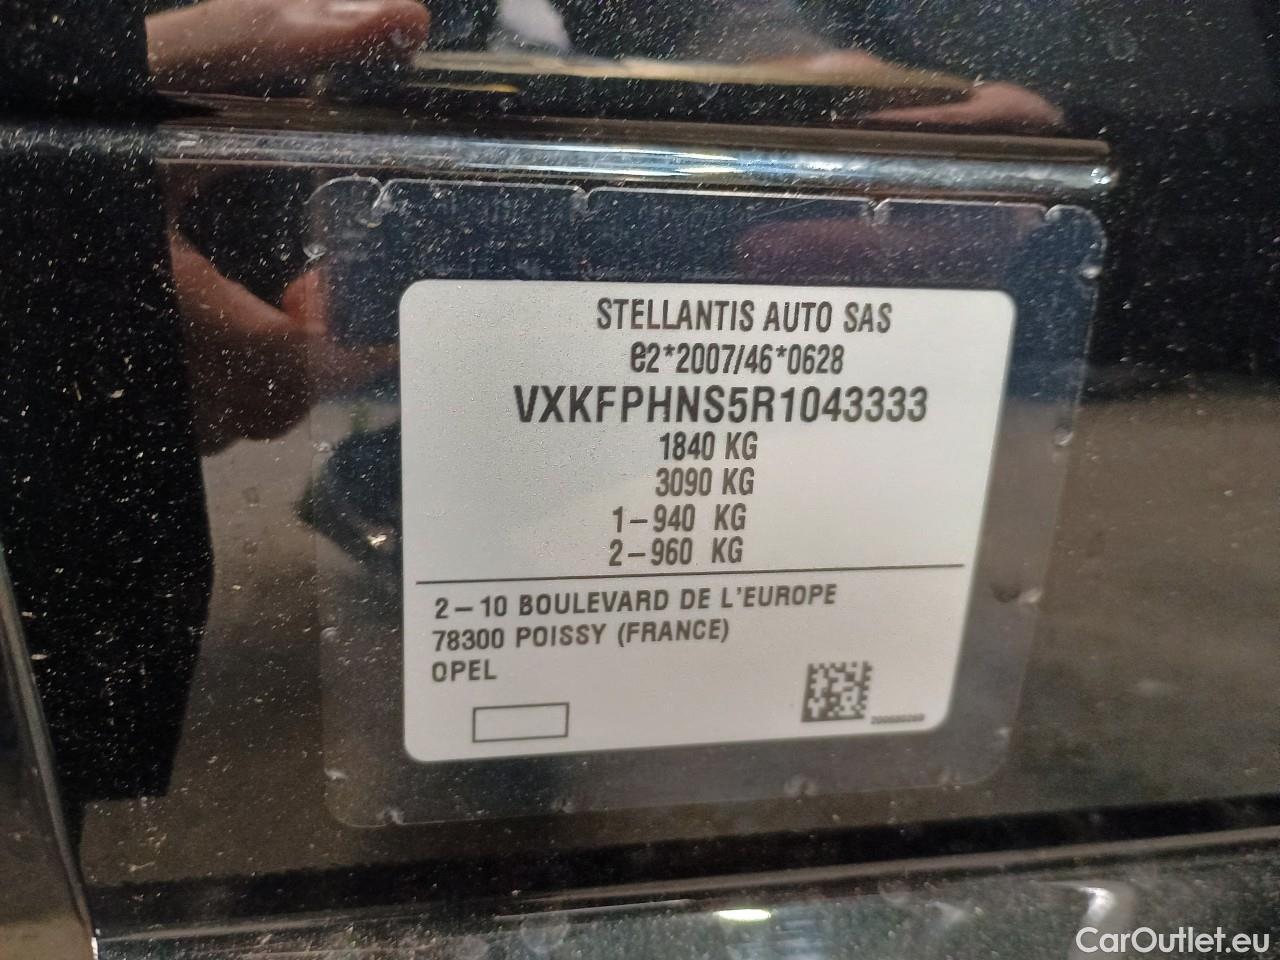 STELLANTIS AUTO SAS
e2*2007/46*0628
VXKFPHNS5R1043333
1840 KG
3090 KG
1-940 KG
2-960 KG
2-10 BOULEVARD DE L'EUROPE
78300 POISSY (FRANCE)
OPEL
CarOutlet.eu